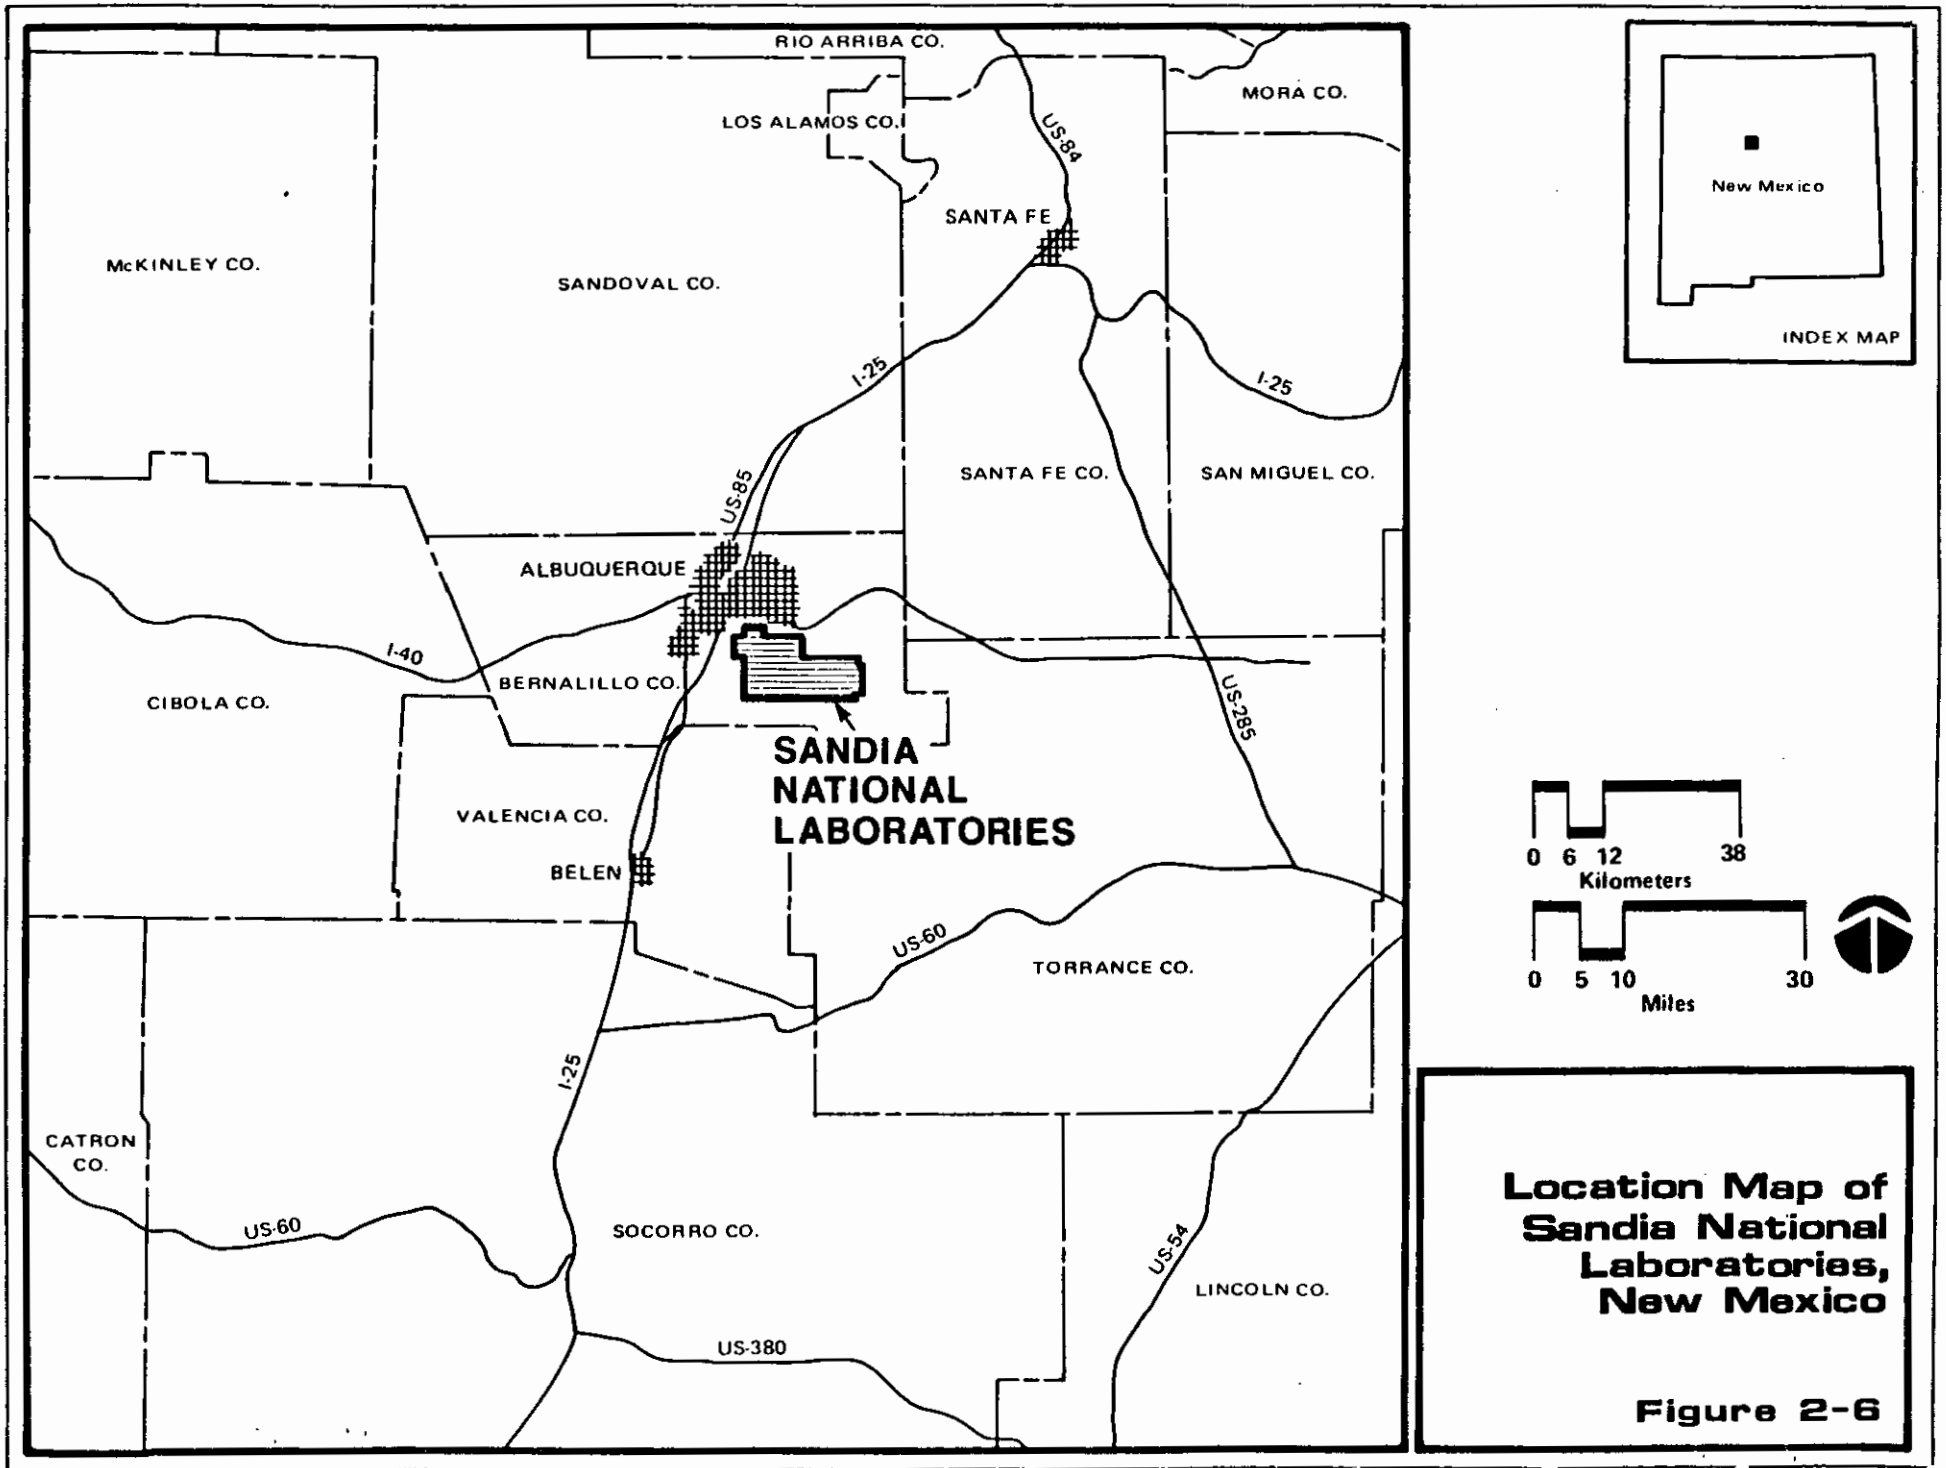 RIO ARRIBA CO.
MORA CO.
LOS ALAMOS CO.
US-84
SANTA FE
McKINLEY CO.
SANDOVAL CO.
I-25
I-25
US-85
SANTA FE CO.
SAN MIGUEL CO.
ALBUQUERQUE
I-40
BERNALILLO CO.
CIBOLA CO.
US-285
SANDIA
NATIONAL
LABORATORIES
VALENCIA CO.
BELEN
US-60
TORRANCE CO.
I-25
CATRON
CO.
US-60
SOCORRO CO.
US-54
LINCOLN CO.
US-380
New Mexico
INDEX MAP
0 6 12 38
Kilometers
0 5 10 30
Miles
Location Map of
Sandia National
Laboratories,
New Mexico
Figure 2-6